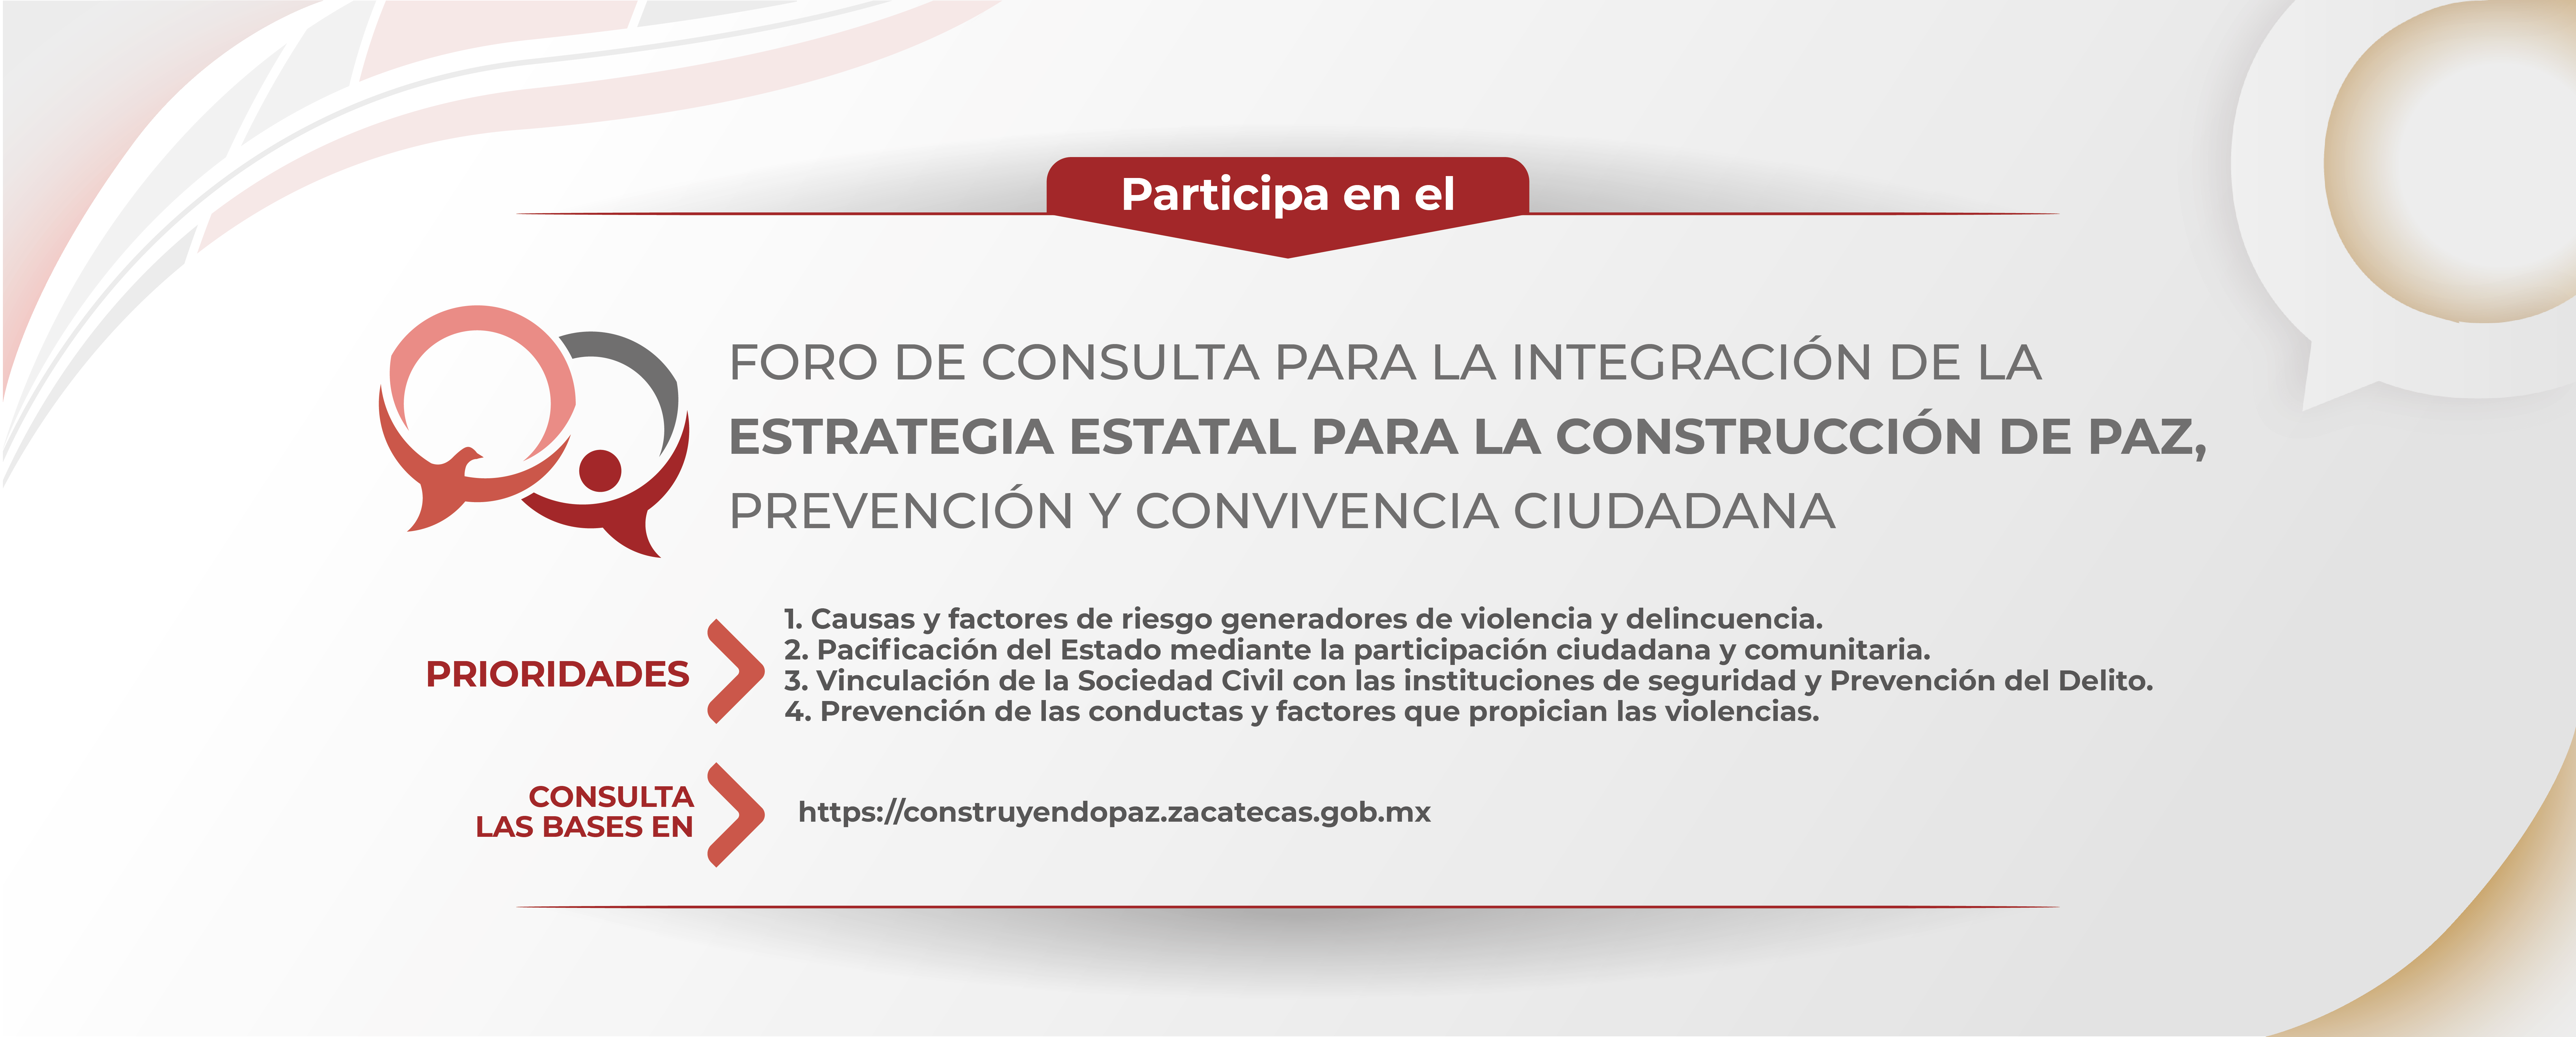 Participa en el
FORO DE CONSULTA PARA LA INTEGRACIÓN DE LA
ESTRATEGIA ESTATAL PARA LA CONSTRUCCIÓN DE PAZ,
PREVENCIÓN Y CONVIVENCIA CIUDADANA
PRIORIDADES
1. Causas y factores de riesgo generadores de violencia y delincuencia.
2. Pacificación del Estado mediante la participación ciudadana y comunitaria.
3. Vinculación de la Sociedad Civil con las instituciones de seguridad y Prevención del Delito.
4. Prevención de las conductas y factores que propician las violencias.
CONSULTA
LAS BASES EN
https://construyendopaz.zacatecas.gob.mx